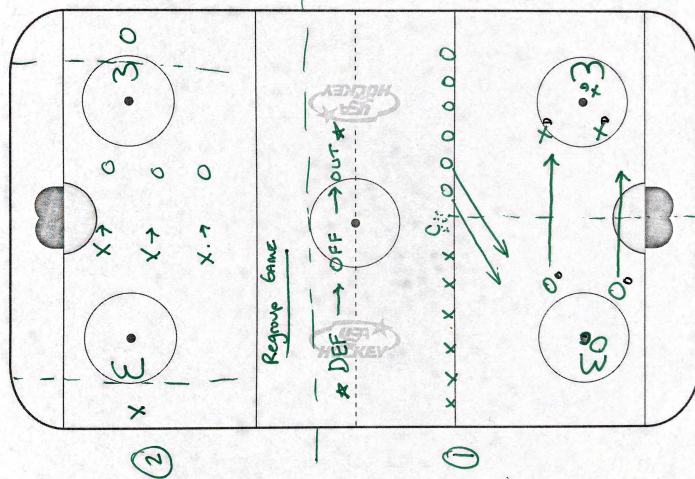 Regroup Game
* DEF → OFF → OUT *
USA HOCKEY
USA HOCKEY
3 O
3
X
O O O
X→ X→ X→
C
O O O O O O
X X X X X X
3
G
X
X D
X D
O D
O D
3
O
②
①